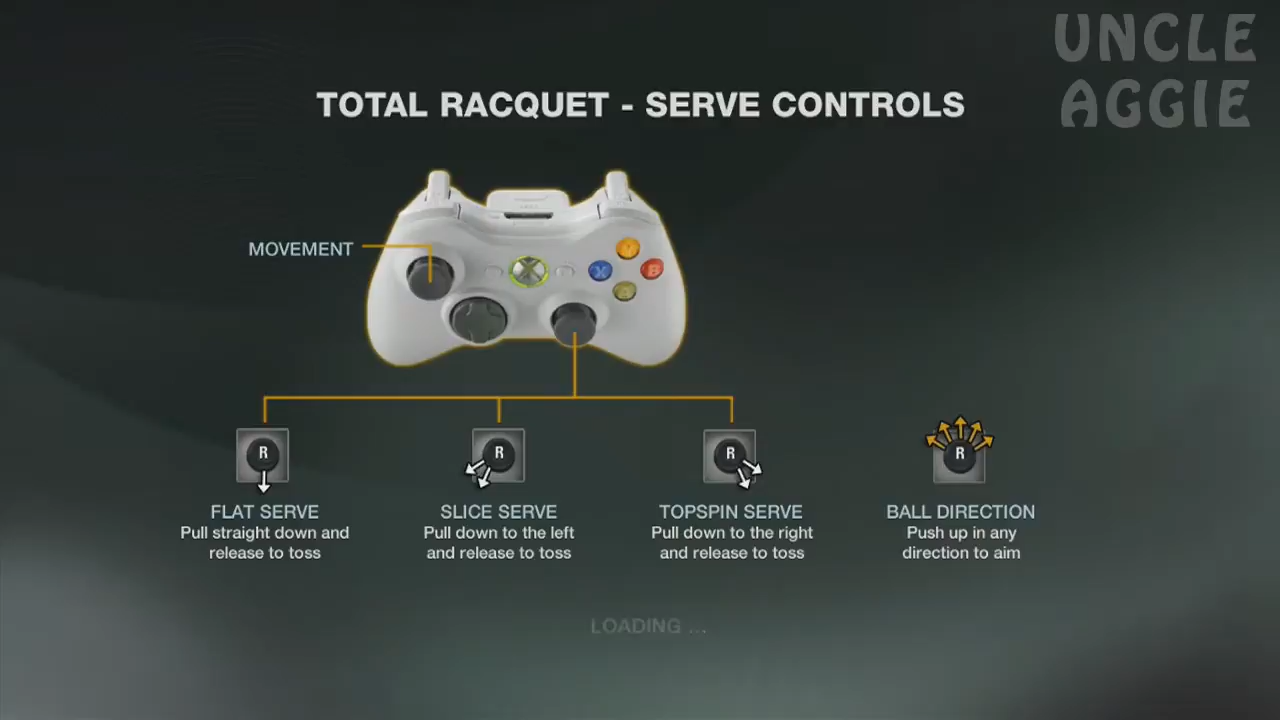 UNCLE
AGGIE
TOTAL RACQUET - SERVE CONTROLS
MOVEMENT
Y
X
B
A
R
R
R
R
FLAT SERVE
Pull straight down and
release to toss
SLICE SERVE
Pull down to the left
and release to toss
TOPSPIN SERVE
Pull down to the right
and release to toss
BALL DIRECTION
Push up in any
direction to aim
LOADING ...